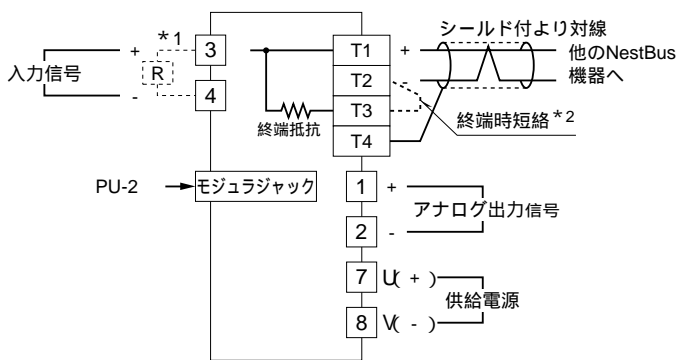 シールド付より対線
*1
+
3
T1
+
他のNestBus
入力信号
R
T2
-
機器へ
-
4
T3
終端抵抗
終端時短絡*2
T4
PU-2
モジュラジャック
1
+
アナログ出力信号
2
-
7
U( + )
供給電源
8
V( - )